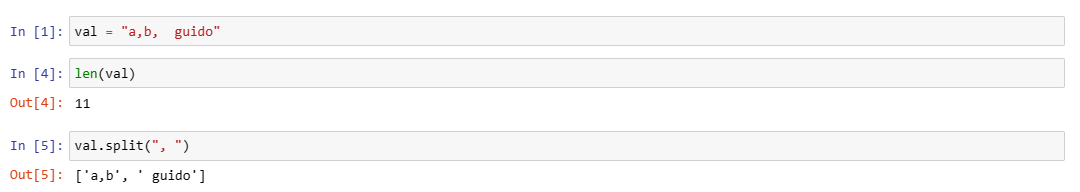 In [1]: val = "a,b,  guido"
In [4]: len(val)
Out[4]: 11
In [5]: val.split(", ")
Out[5]: ['a,b', ' guido']